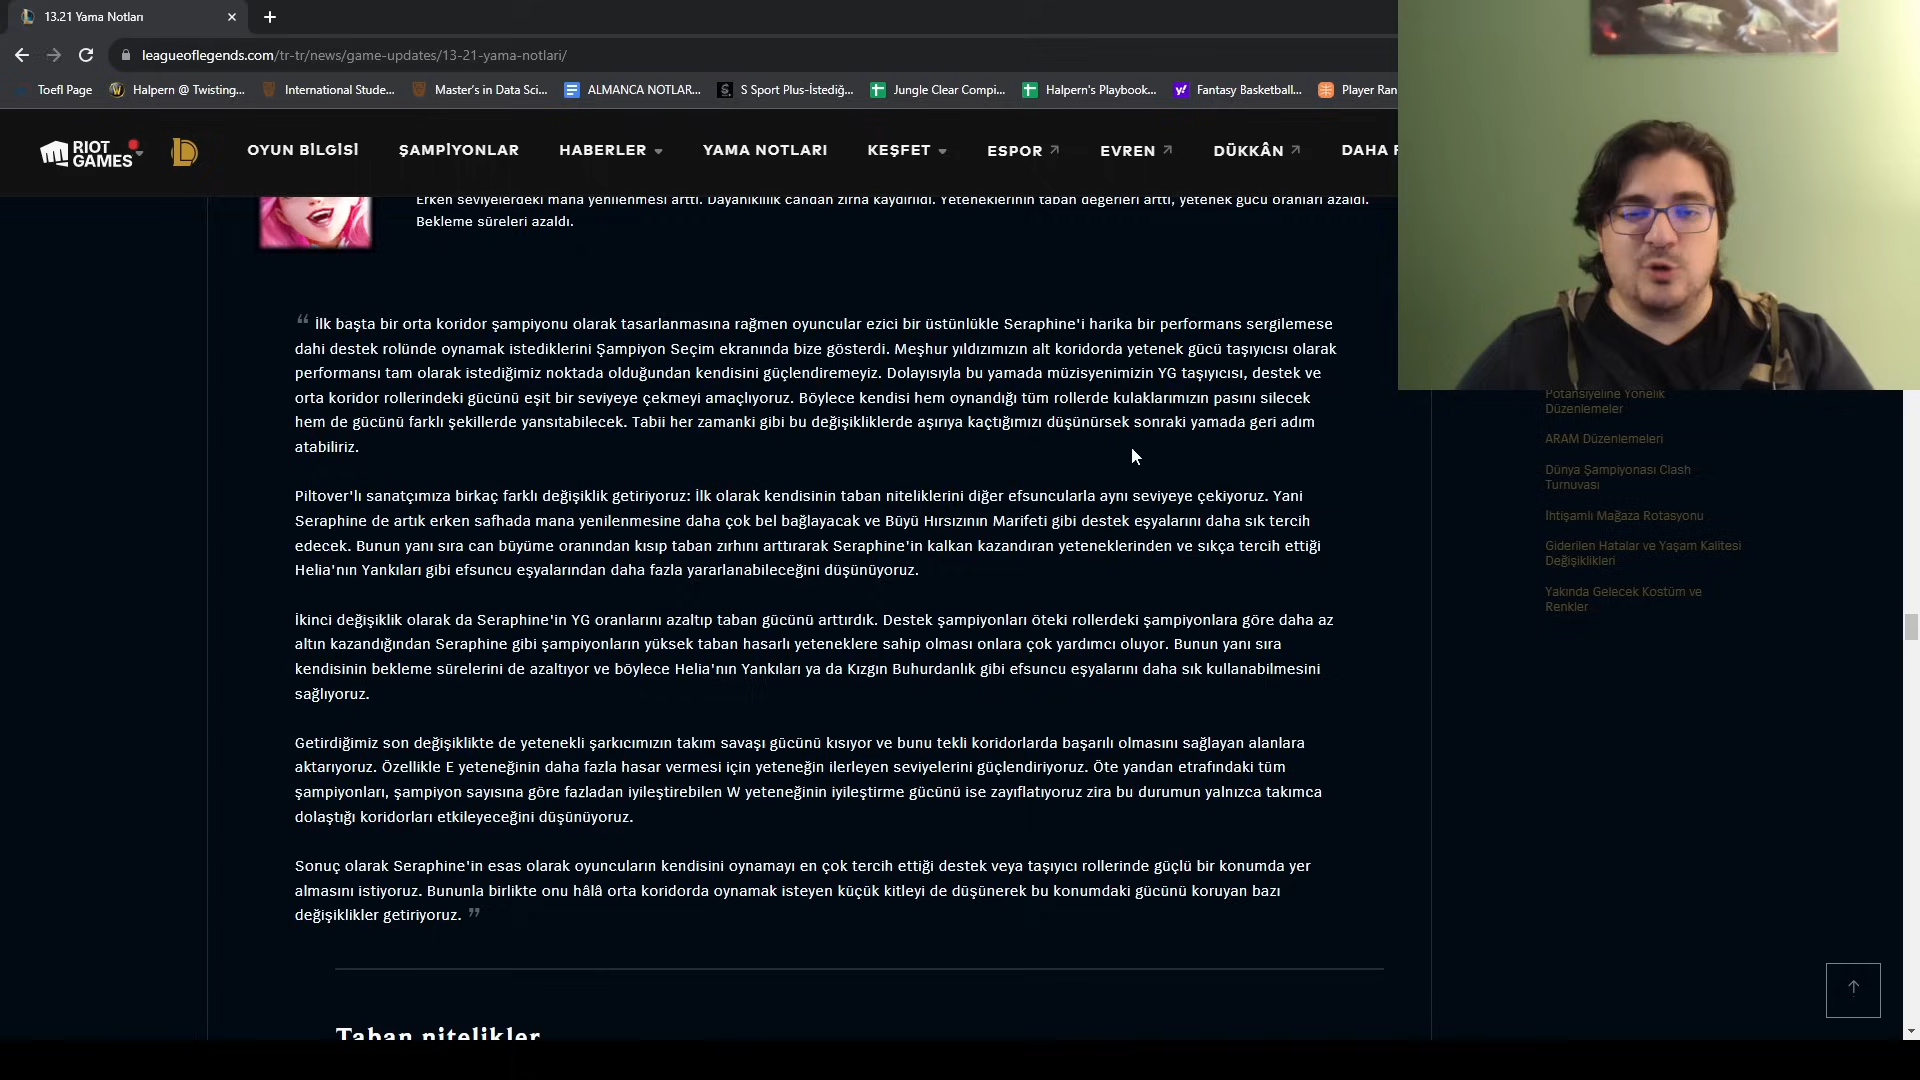 13.21 Yama Notları
leagueoflegends.com/tr-tr/news/game-updates/13-21-yama-notlari/
Toefl Page
Halpern @ Twisting...
International Stude...
Master's in Data Sci...
ALMANCA NOTLAR...
S Sport Plus-İstediğ...
Jungle Clear Compi...
Halpern's Playbook...
Fantasy Basketball...
Player Ran
RIOT GAMES
OYUN BİLGİSİ
ŞAMPİYONLAR
HABERLER
YAMA NOTLARI
KEŞFET
ESPOR
EVREN
DÜKKÂN
DAHA F
Erken seviyelerdeki mana yenilenmesi arttı. Dayanıklılık candan zırha kaydırıldı. Yeteneklerinin taban değerleri arttı, yetenek gücü oranları azaldı.
Bekleme süreleri azaldı.
“ İlk başta bir orta koridor şampiyonu olarak tasarlanmasına rağmen oyuncular ezici bir üstünlükle Seraphine'i harika bir performans sergilemese
dahi destek rolünde oynamak istediklerini Şampiyon Seçim ekranında bize gösterdi. Meşhur yıldızımızın alt koridorda yetenek gücü taşıyıcısı olarak
performansı tam olarak istediğimiz noktada olduğundan kendisini güçlendiremeyiz. Dolayısıyla bu yamada müzisyenimizin YG taşıyıcısı, destek ve
orta koridor rollerindeki gücünü eşit bir seviyeye çekmeyi amaçlıyoruz. Böylece kendisi hem oynandığı tüm rollerde kulaklarımızın pasını silecek
hem de gücünü farklı şekillerde yansıtabilecek. Tabii her zamanki gibi bu değişikliklerde aşırıya kaçtığımızı düşünürsek sonraki yamada geri adım
atabiliriz.
Piltover'lı sanatçımıza birkaç farklı değişiklik getiriyoruz: İlk olarak kendisinin taban niteliklerini diğer efsuncularla aynı seviyeye çekiyoruz. Yani
Seraphine de artık erken safhada mana yenilenmesine daha çok bel bağlayacak ve Büyü Hırsızının Marifeti gibi destek eşyalarını daha sık tercih
edecek. Bunun yanı sıra can büyüme oranından kısıp taban zırhını arttırarak Seraphine'in kalkan kazandıran yeteneklerinden ve sıkça tercih ettiği
Helia'nın Yankıları gibi efsuncu eşyalarından daha fazla yararlanabileceğini düşünüyoruz.
İkinci değişiklik olarak da Seraphine'in YG oranlarını azaltıp taban gücünü arttırdık. Destek şampiyonları öteki rollerdeki şampiyonlara göre daha az
altın kazandığından Seraphine gibi şampiyonların yüksek taban hasarlı yeteneklere sahip olması onlara çok yardımcı oluyor. Bunun yanı sıra
kendisinin bekleme sürelerini de azaltıyor ve böylece Helia'nın Yankıları ya da Kızgın Buhurdanlık gibi efsuncu eşyalarını daha sık kullanabilmesini
sağlıyoruz.
Getirdiğimiz son değişiklikte de yetenekli şarkıcımızın takım savaşı gücünü kısıyor ve bunu tekli koridorlarda başarılı olmasını sağlayan alanlara
aktarıyoruz. Özellikle E yeteneğinin daha fazla hasar vermesi için yeteneğin ilerleyen seviyelerini güçlendiriyoruz. Öte yandan etrafındaki tüm
şampiyonları, şampiyon sayısına göre fazladan iyileştirebilen W yeteneğinin iyileştirme gücünü ise zayıflatıyoruz zira bu durumun yalnızca takımca
dolaştığı koridorları etkileyeceğini düşünüyoruz.
Sonuç olarak Seraphine'in esas olarak oyuncuların kendisini oynamayı en çok tercih ettiği destek veya taşıyıcı rollerinde güçlü bir konumda yer
almasını istiyoruz. Bununla birlikte onu hâlâ orta koridorda oynamak isteyen küçük kitleyi de düşünerek bu konumdaki gücünü koruyan bazı
değişiklikler getiriyoruz. ”
Taban nitelikler
Potansiyeline Yönelik
Düzenlemeler
ARAM Düzenlemeleri
Dünya Şampiyonası Clash
Turnuvası
İhtişamlı Mağaza Rotasyonu
Giderilen Hatalar ve Yaşam Kalitesi
Değişiklikleri
Yakında Gelecek Kostüm ve
Renkler